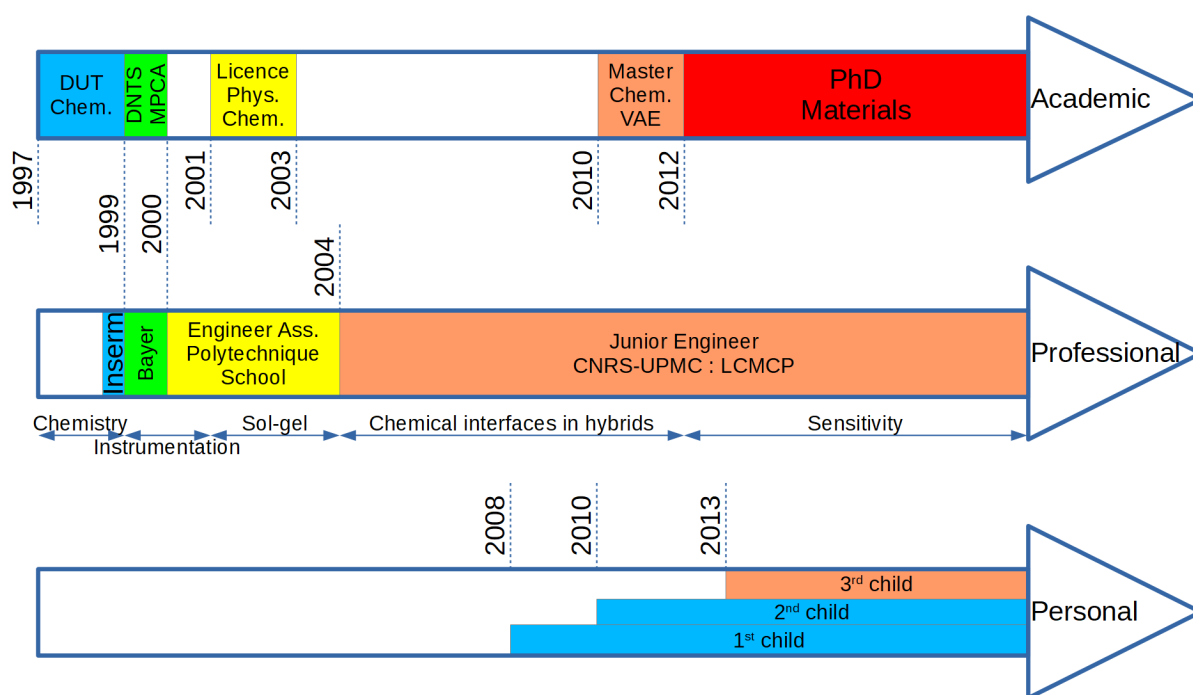 DUT
Chem.
DNTS
MPCA
Licence
Phys.
Chem.
Master
Chem.
VAE
PhD
Materials
Academic
1997
1999
2000
2001
2003
2004
2010
2012
Inserm
Bayer
Engineer Ass.
Polytechnique
School
Junior Engineer
CNRS-UPMC : LCMCP
Professional
Chemistry
Instrumentation
Sol-gel
Chemical interfaces in hybrids
Sensitivity
2008
2010
2013
3rd child
2nd child
1st child
Personal